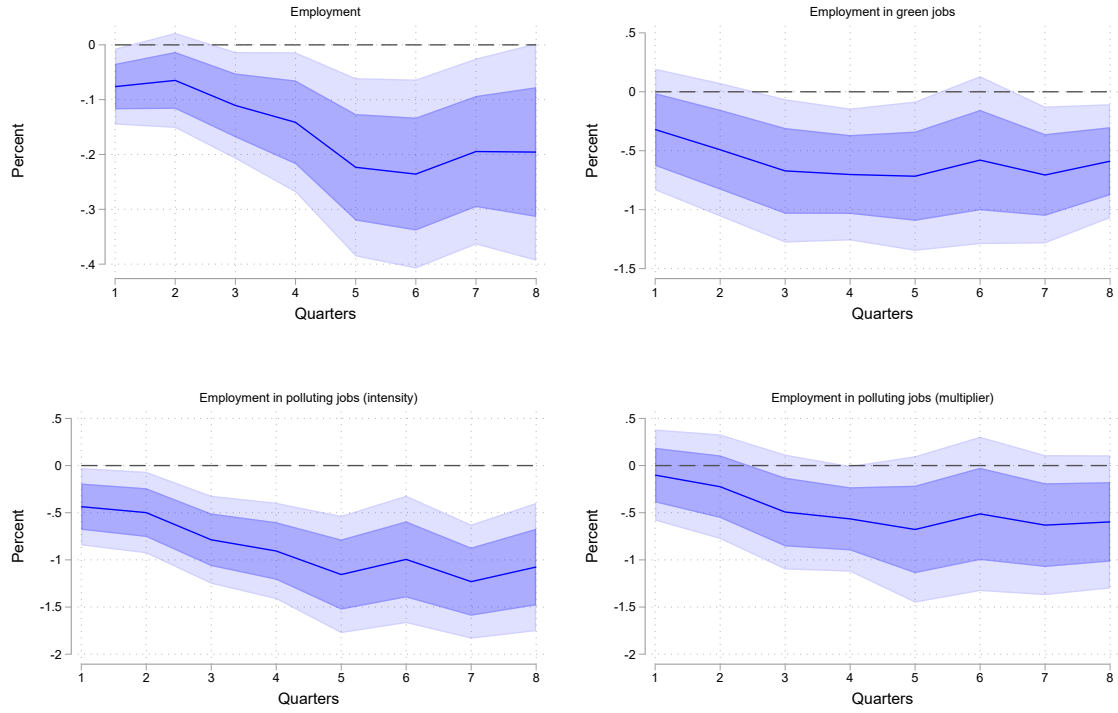 Employment
0
-.1
-.2
-.3
-.4
Percent
1 2 3 4 5 6 7 8
Quarters
Employment in green jobs
.5
0
-.5
-1
-1.5
Percent
1 2 3 4 5 6 7 8
Quarters
Employment in polluting jobs (intensity)
.5
0
-.5
-1
-1.5
-2
Percent
1 2 3 4 5 6 7 8
Quarters
Employment in polluting jobs (multiplier)
.5
0
-.5
-1
-1.5
-2
Percent
1 2 3 4 5 6 7 8
Quarters